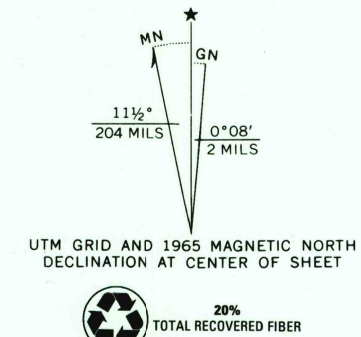 ★
MN
GN
11½°
204 MILS
0°08′
2 MILS
UTM GRID AND 1965 MAGNETIC NORTH
DECLINATION AT CENTER OF SHEET
20%
TOTAL RECOVERED FIBER